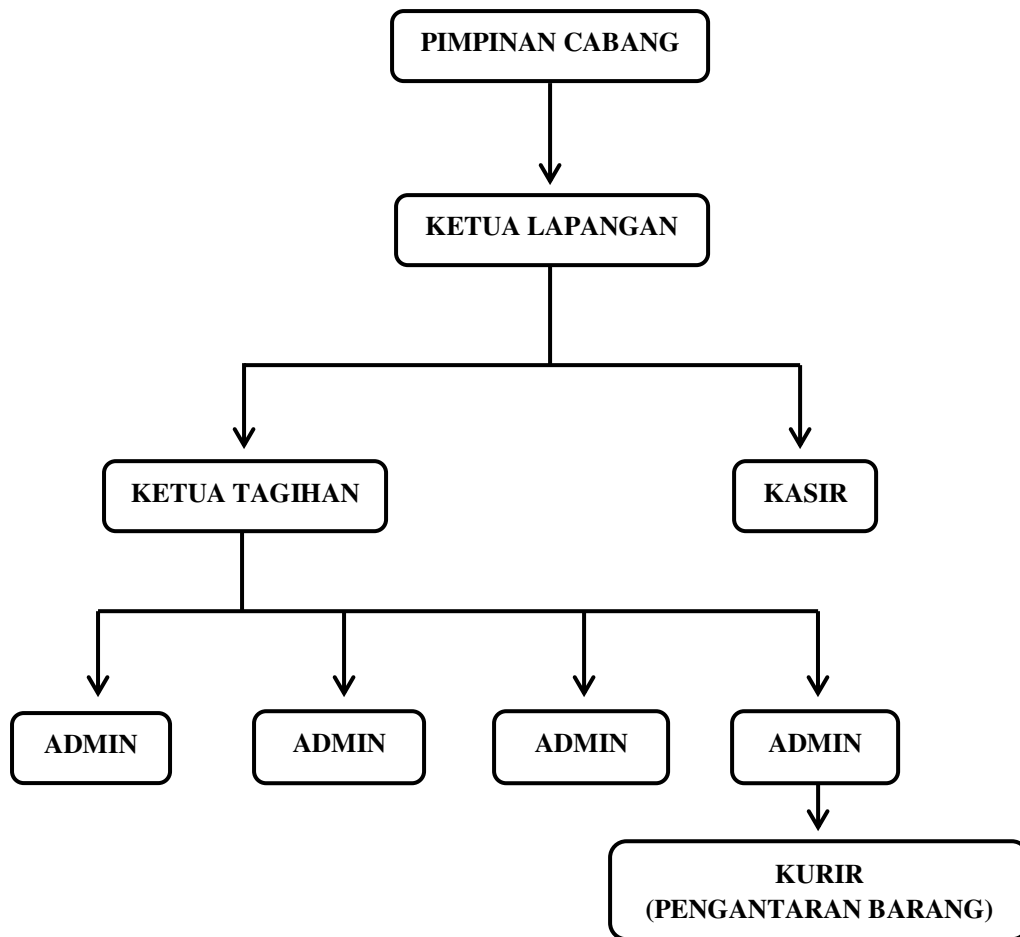 PIMPINAN CABANG
KETUA LAPANGAN
KETUA TAGIHAN
KASIR
ADMIN
ADMIN
ADMIN
ADMIN
KURIR
(PENGANTARAN BARANG)